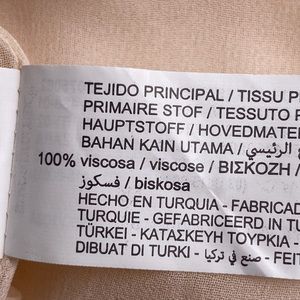 TEJIDO PRINCIPAL / TISSU P
PRIMAIRE STOF / TESSUTO P
HAUPTSTOFF / HOVEDMATE
BAHAN KAIN UTAMA / الرئيسي
100% viscosa / viscose / ΒΙΣΚΟΖΗ /
فسكوز / biskosa
HECHO EN TURQUIA - FABRICAD
TURQUIE - GEFABRICEERD IN TU
TÜRKEI - ΚΑΤΑΣΚΕΥΗ ΤΟΥΡΚΙΑ -
DIBUAT DI TURKI - صنع في تركيا - FEIT